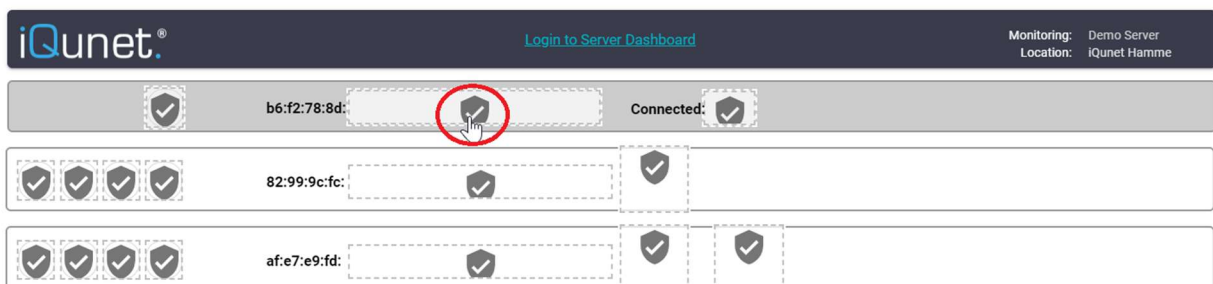 iQunet.®
Login to Server Dashboard
Monitoring: Demo Server
Location: iQunet Hamme
b6:f2:78:8d:
Connected:
82:99:9c:fc:
af:e7:e9:fd: